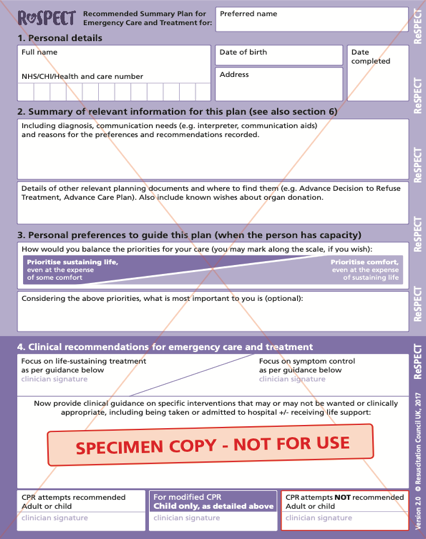 ReSPECT
Recommended Summary Plan for
Emergency Care and Treatment for:
Preferred name
1. Personal details
Full name
Date of birth
Date
completed
NHS/CHI/Health and care number
Address
2. Summary of relevant information for this plan (see also section 6)
Including diagnosis, communication needs (e.g. interpreter, communication aids)
and reasons for the preferences and recommendations recorded.
Details of other relevant planning documents and where to find them (e.g. Advance Decision to Refuse
Treatment, Advance Care Plan). Also include known wishes about organ donation.
3. Personal preferences to guide this plan (when the person has capacity)
How would you balance the priorities for your care (you may mark along the scale, if you wish):
Prioritise sustaining life,
even at the expense
of some comfort
Prioritise comfort,
even at the expense
of sustaining life
Considering the above priorities, what is most important to you is (optional):
4. Clinical recommendations for emergency care and treatment
Focus on life-sustaining treatment
as per guidance below
clinician signature
Focus on symptom control
as per guidance below
clinician signature
Now provide clinical guidance on specific interventions that may or may not be wanted or clinically
appropriate, including being taken or admitted to hospital +/- receiving life support:
SPECIMEN COPY - NOT FOR USE
CPR attempts recommended
Adult or child
clinician signature
For modified CPR
Child only, as detailed above
clinician signature
CPR attempts NOT recommended
Adult or child
clinician signature
ReSPECT
ReSPECT
ReSPECT
ReSPECT
ReSPECT
ReSPECT
Version 2.0 © Resuscitation Council UK, 2017